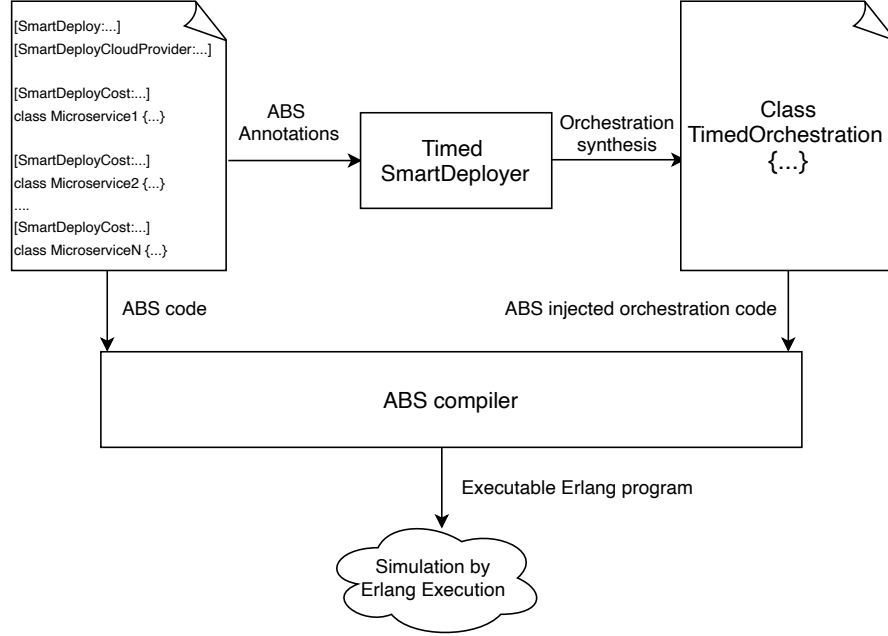 [SmartDeploy:...]
[SmartDeployCloudProvider:...]
[SmartDeployCost:...]
class Microservice1 {...}
[SmartDeployCost:...]
class Microservice2 {...}
....
[SmartDeployCost:...]
class MicroserviceN {...}
ABS
Annotations
Timed
SmartDeployer
Orchestration
synthesis
Class
TimedOrchestration
{...}
ABS code
ABS injected orchestration code
ABS compiler
Executable Erlang program
Simulation by
Erlang Execution